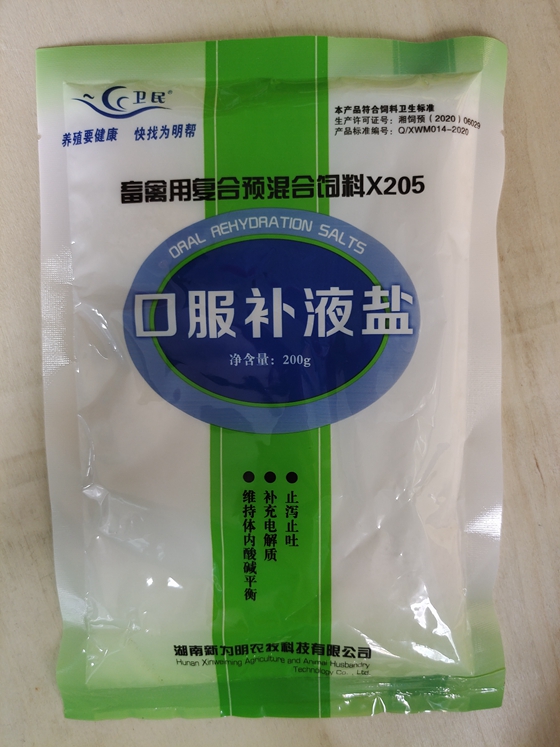 卫民®
养殖要健康 快找为明帮
本产品符合饲料卫生标准
生产许可证号：湘饲预（2020）06029
产品标准编号：Q/XWM014-2020
畜禽用复合预混合饲料X205
ORAL REHYDRATION SALTS
口服补液盐
净含量：200g
●止泻止吐
●补充电解质
●维持体内酸碱平衡
湖南新为明农牧科技有限公司
Hunan Xinweiming Agriculture and Animal Husbandry
Technology Co., Ltd